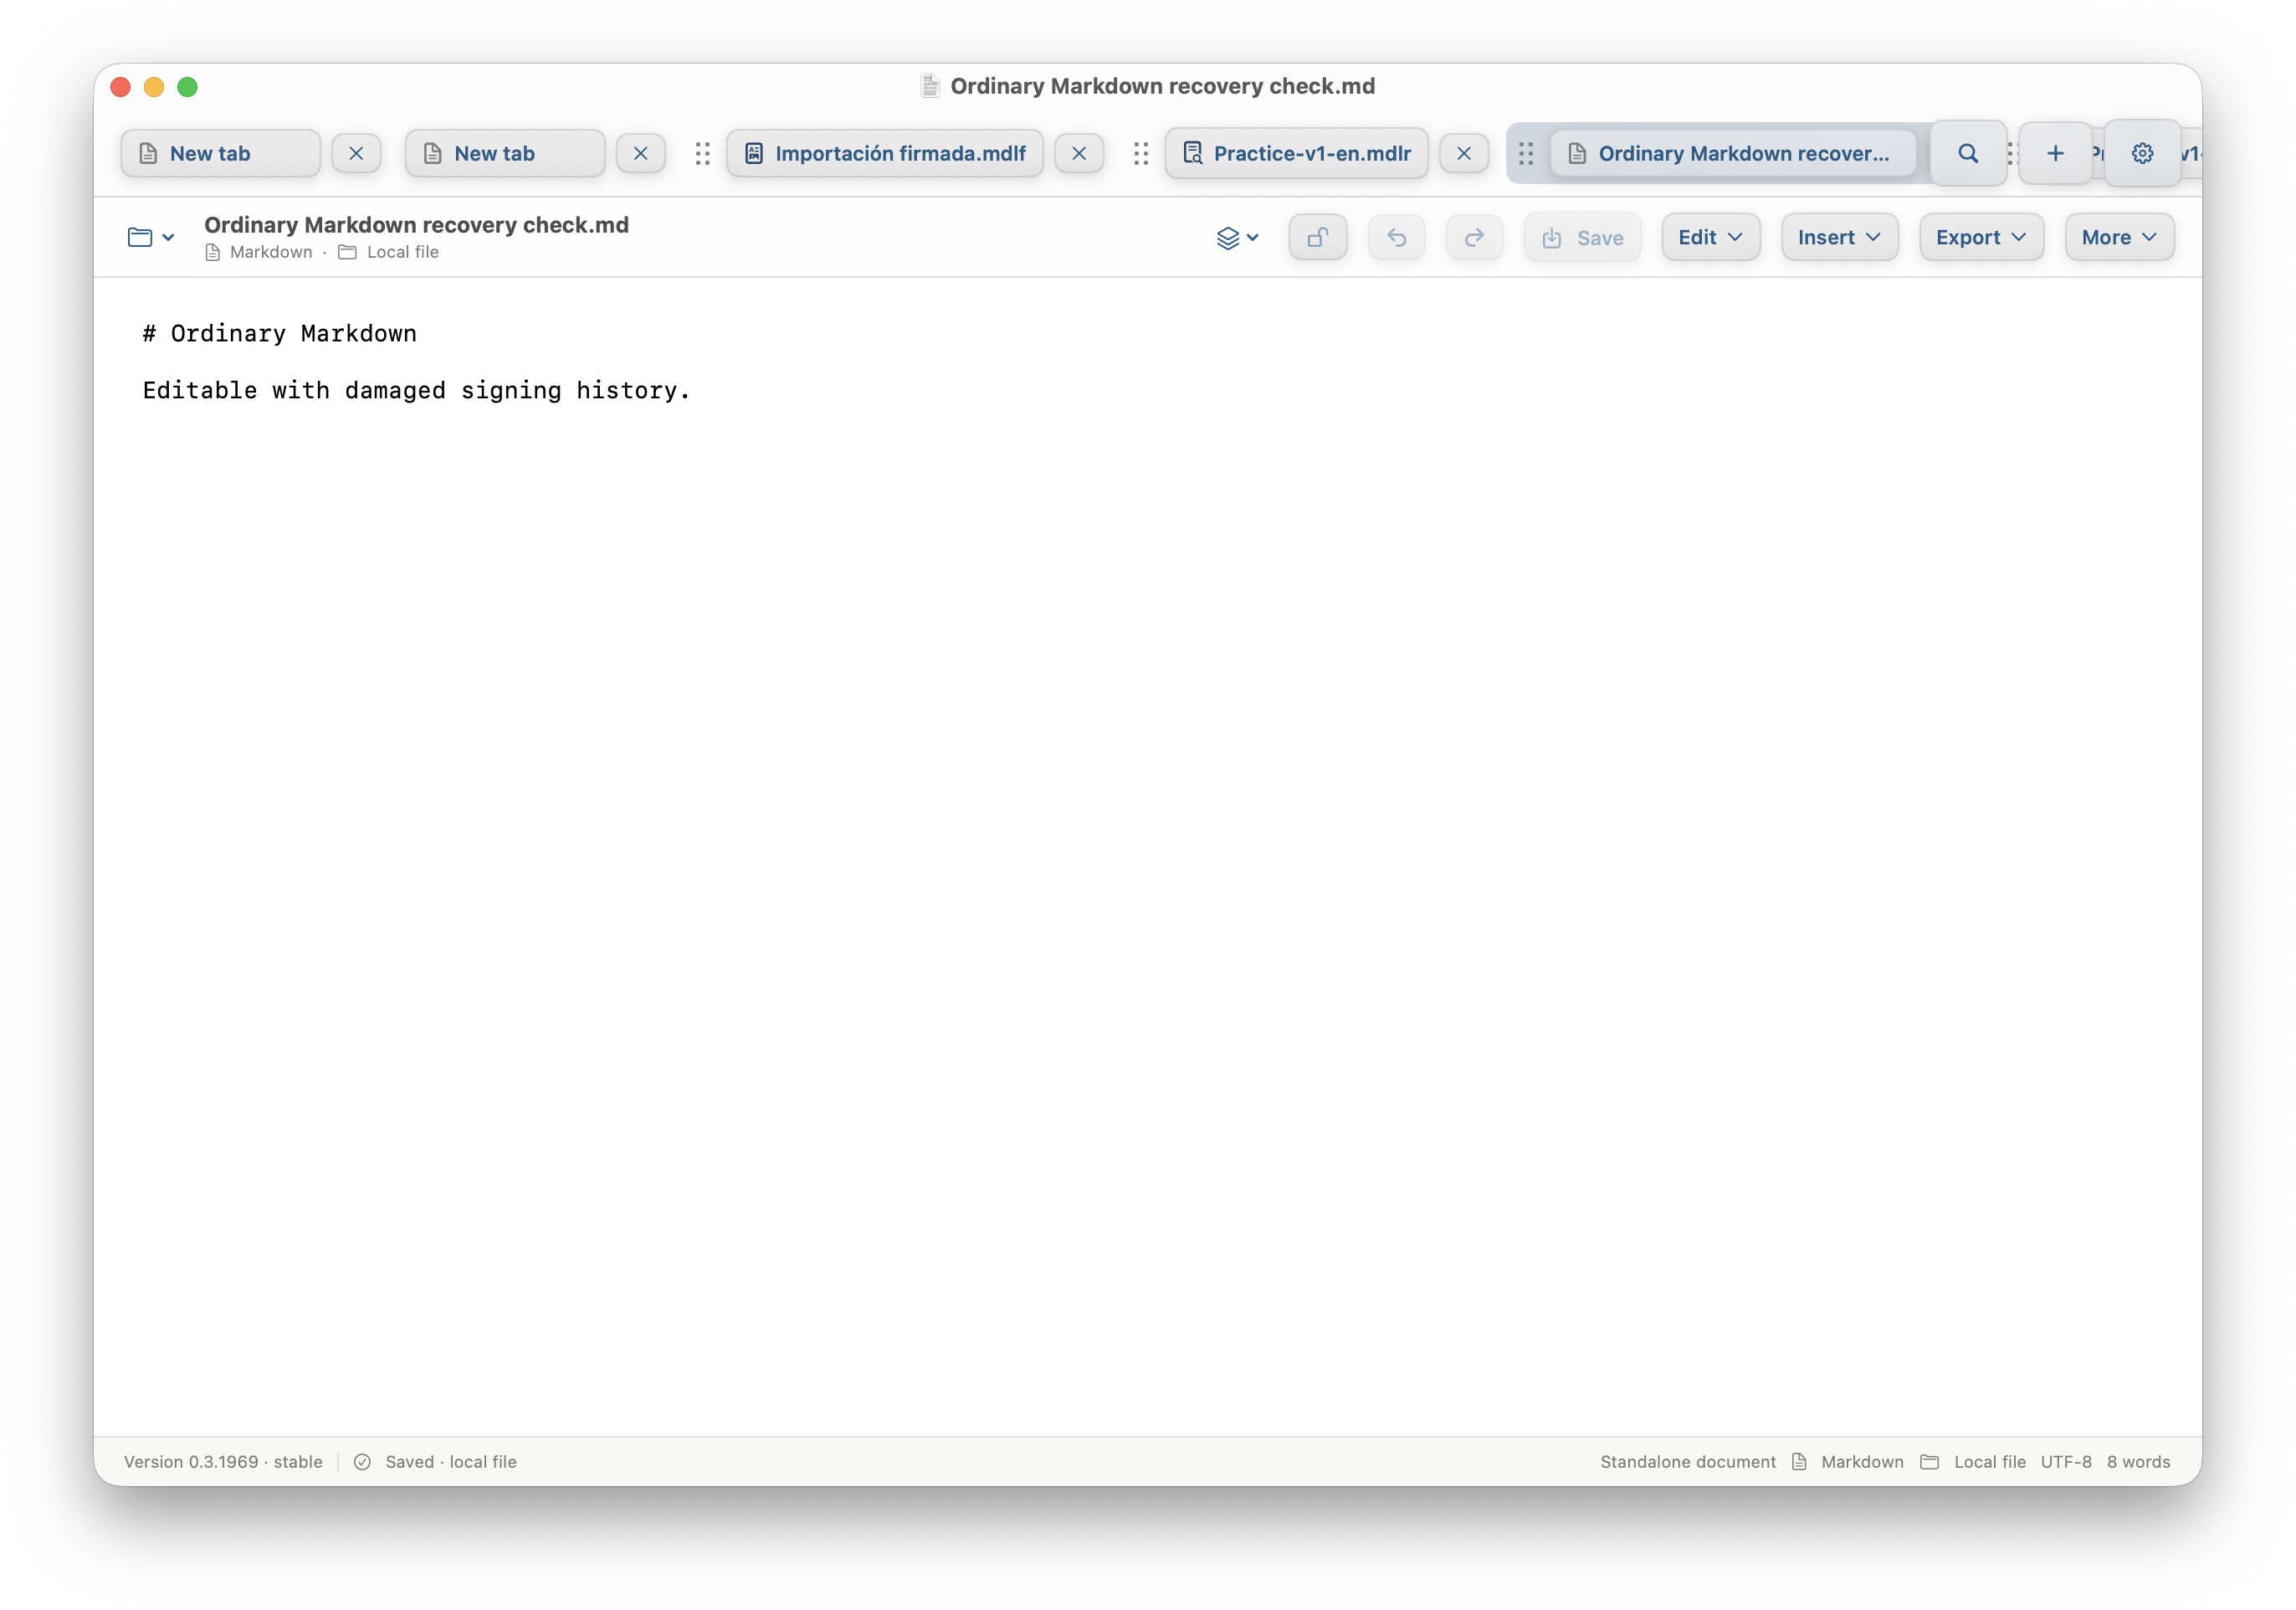 Ordinary Markdown recovery check.md
New tab
New tab
Importación firmada.mdlf
Practice-v1-en.mdlr
Ordinary Markdown recover...
Ordinary Markdown recovery check.md
Markdown · Local file
Save
Edit
Insert
Export
More
# Ordinary Markdown
Editable with damaged signing history.
Version 0.3.1969 · stable
Saved · local file
Standalone document
Markdown
Local file
UTF-8
8 words